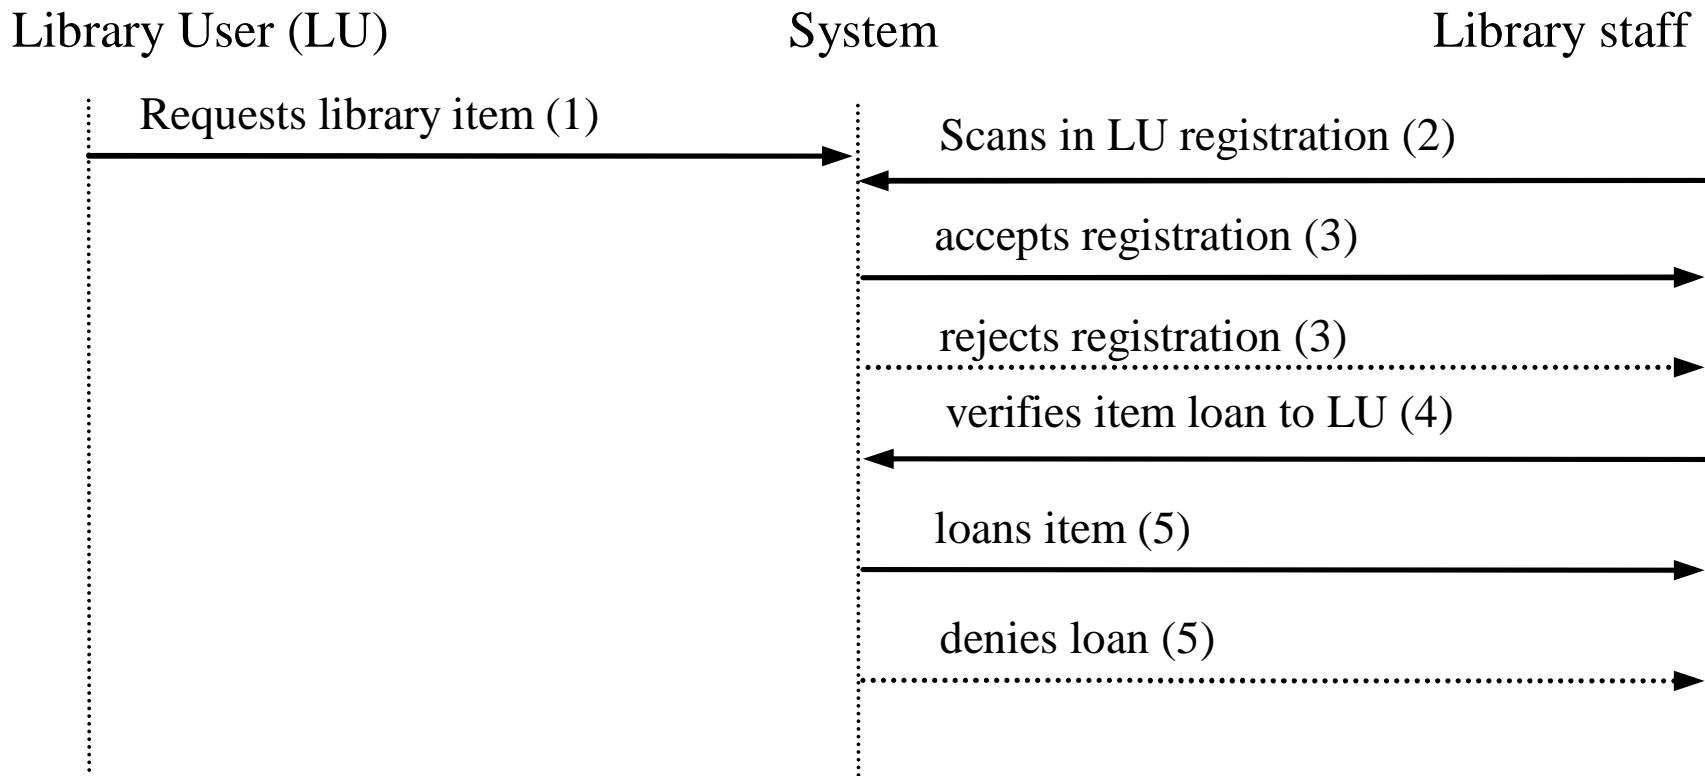 Library User (LU)
System
Library staff
Requests library item (1)
Scans in LU registration (2)
accepts registration (3)
rejects registration (3)
verifies item loan to LU (4)
loans item (5)
denies loan (5)